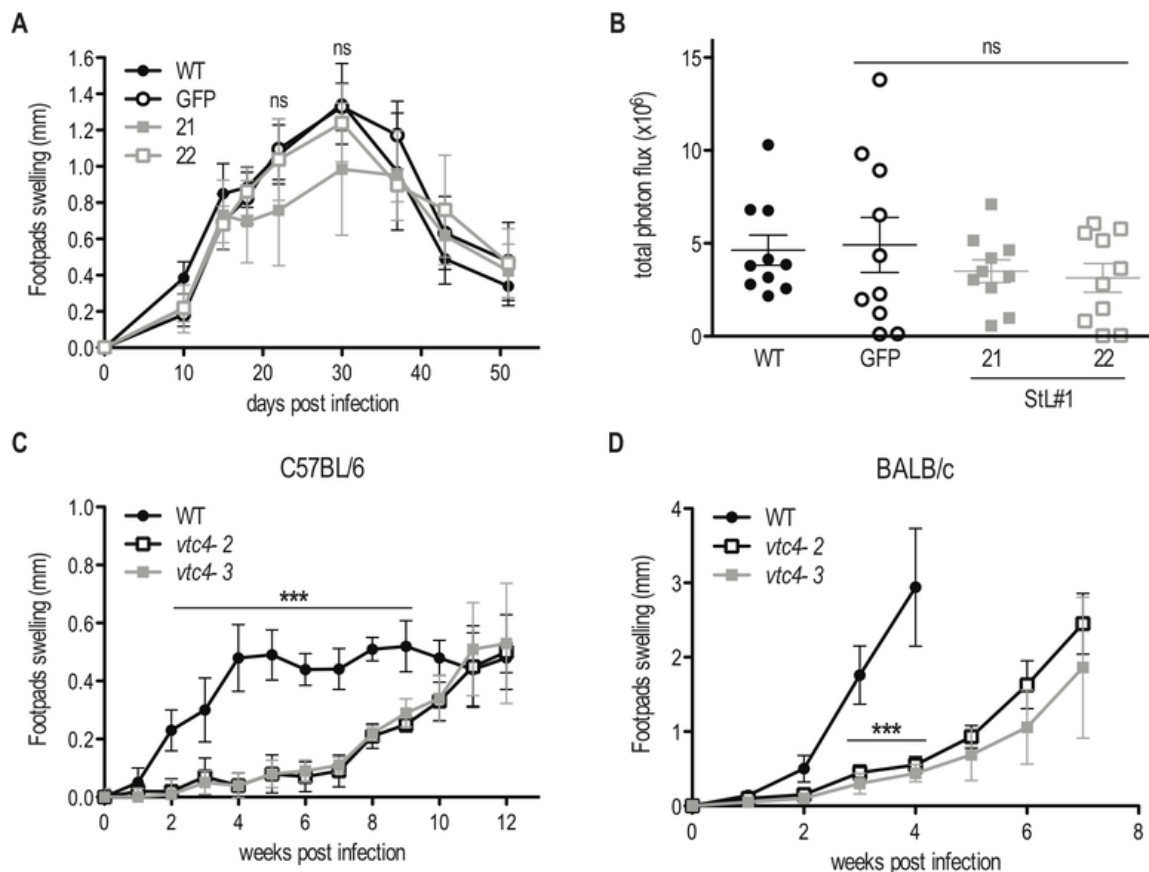 A
ns
ns
WT
GFP
21
22
1.6
1.4
1.2
1.0
0.8
0.6
0.4
0.2
0.0
Footpads swelling (mm)
0 10 20 30 40 50
days post infection
B
ns
15
10
5
0
total photon flux (x10⁶)
WT GFP 21 22
StL#1
C
C57BL/6
WT
vtc4- 2
vtc4- 3
***
1.0
0.8
0.6
0.4
0.2
0.0
Footpads swelling (mm)
0 2 4 6 8 10 12
weeks post infection
D
BALB/c
WT
vtc4- 2
vtc4- 3
***
4
3
2
1
0
Footpads swelling (mm)
0 2 4 6 8
weeks post infection